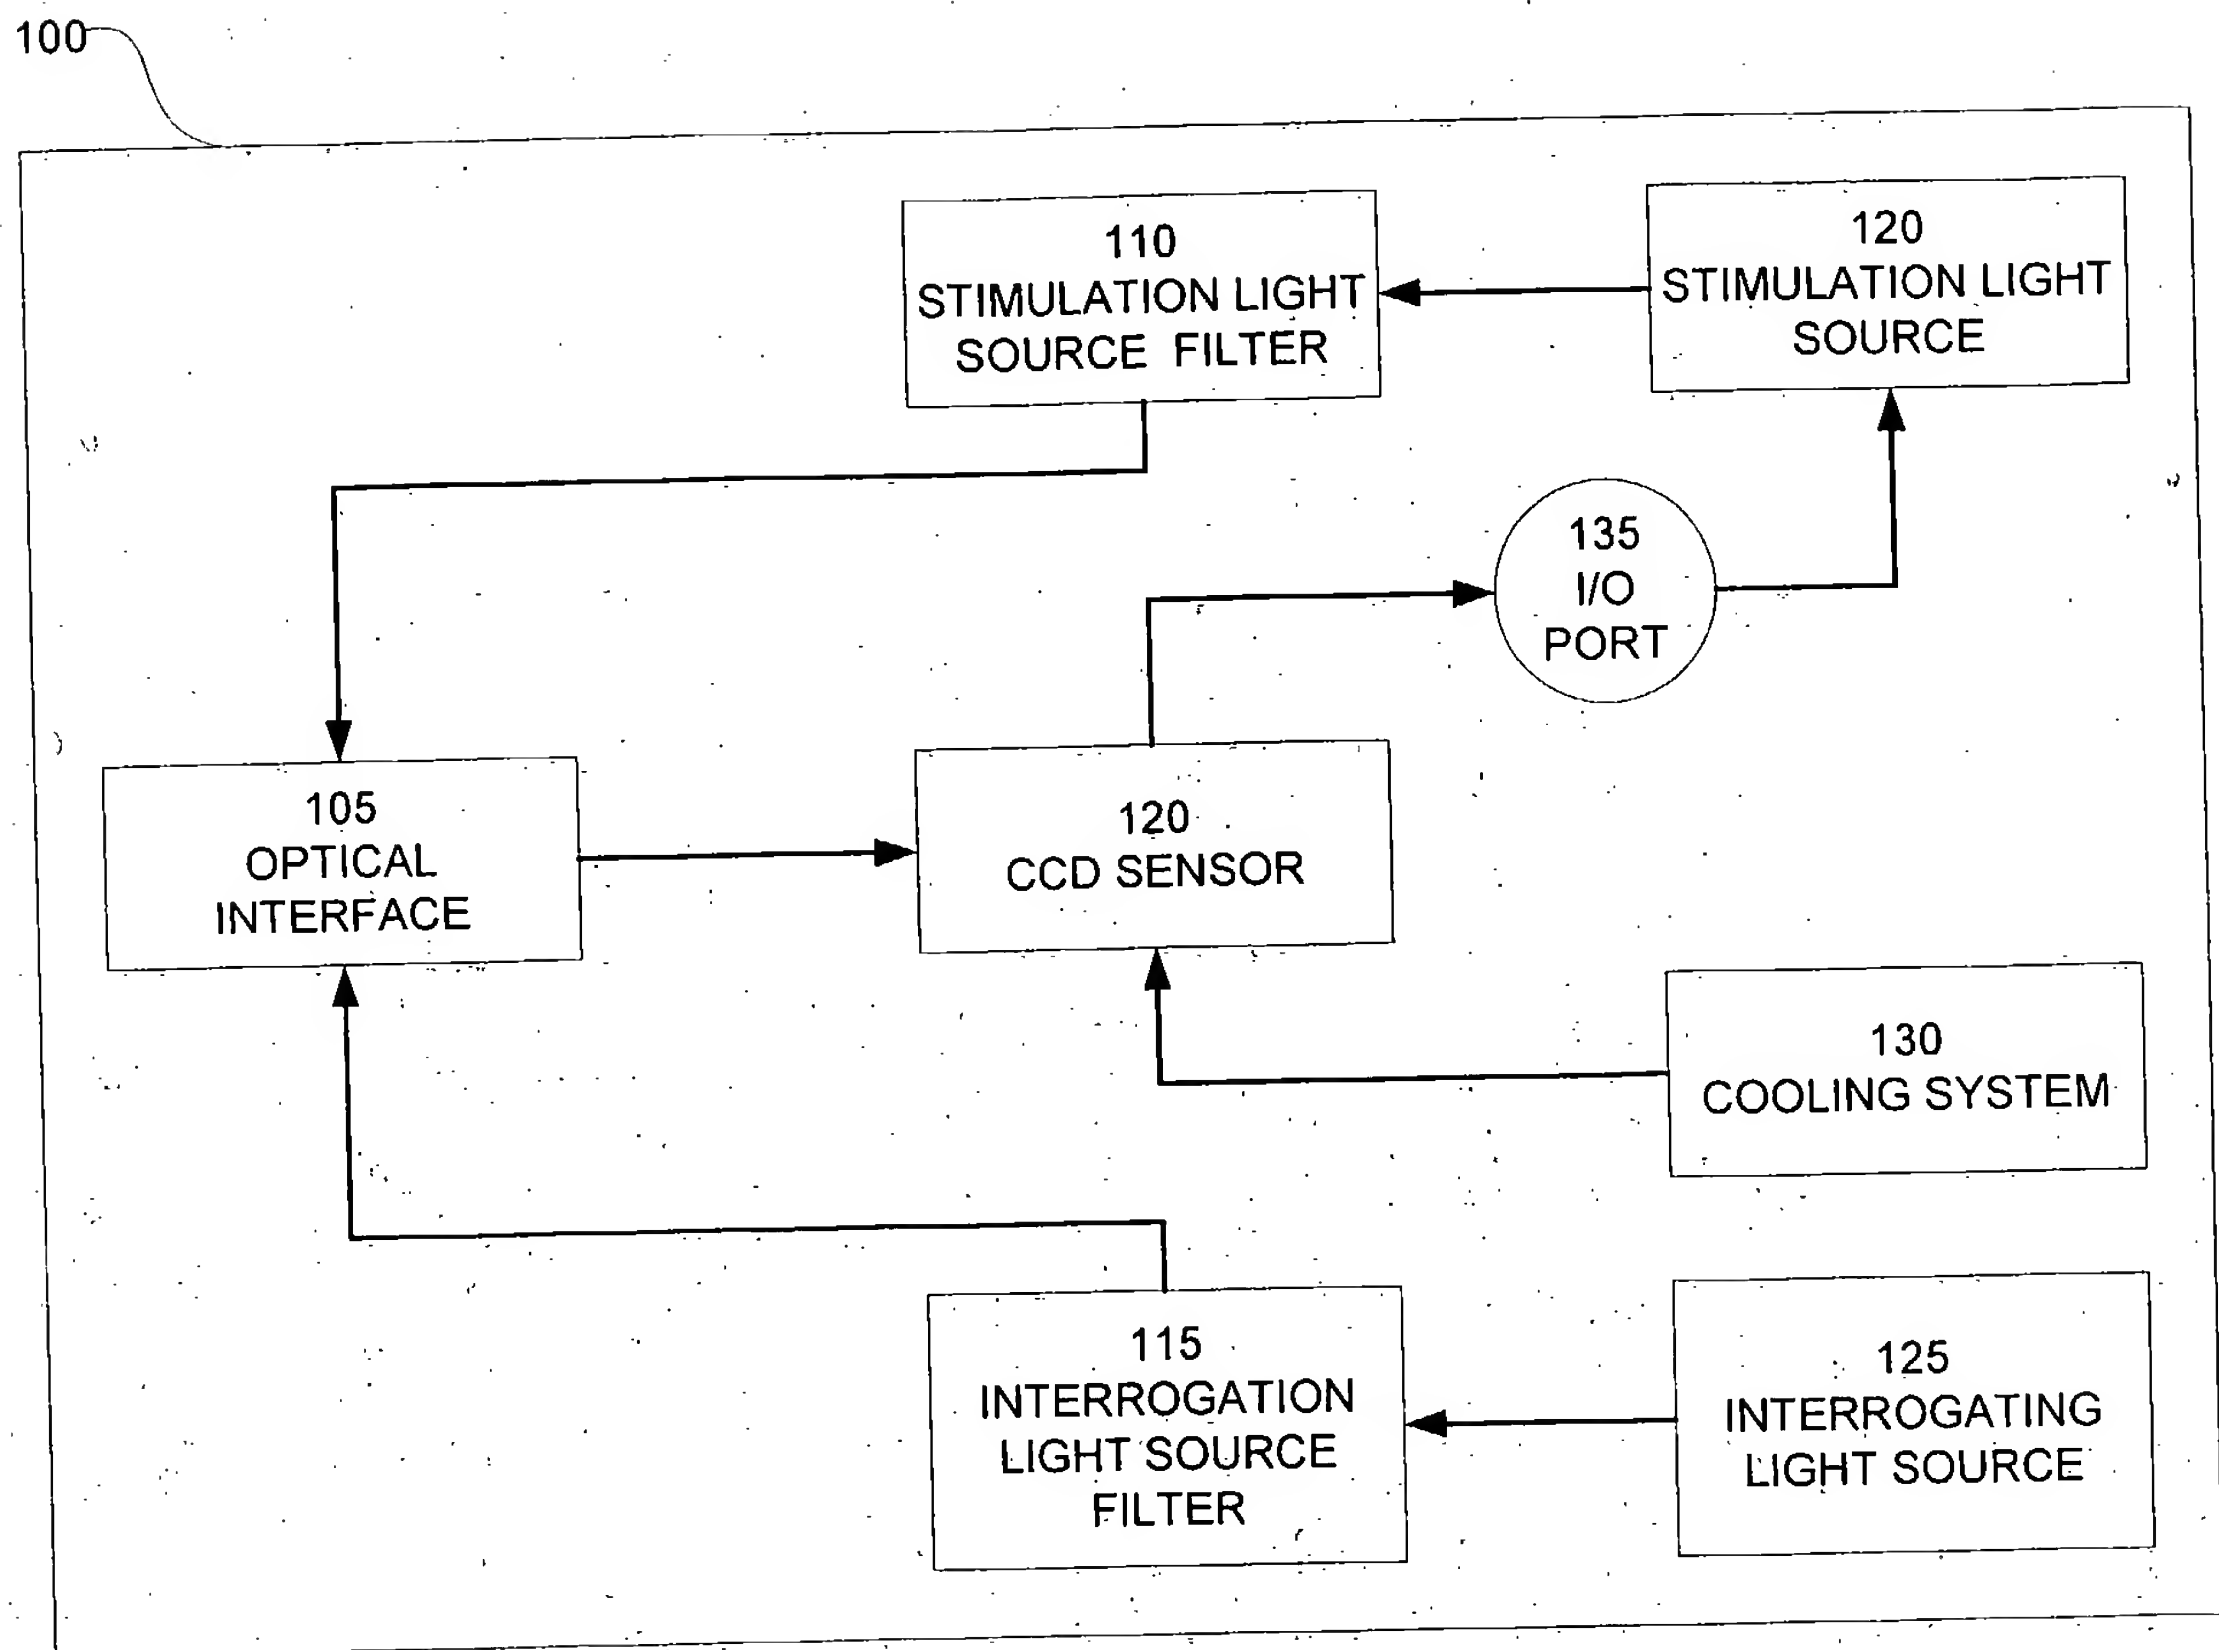 100
110
STIMULATION LIGHT
SOURCE FILTER
120
STIMULATION LIGHT
SOURCE
135
I/O
PORT
105
OPTICAL
INTERFACE
120
CCD SENSOR
130
COOLING SYSTEM
115
INTERROGATION
LIGHT SOURCE
FILTER
125
INTERROGATING
LIGHT SOURCE